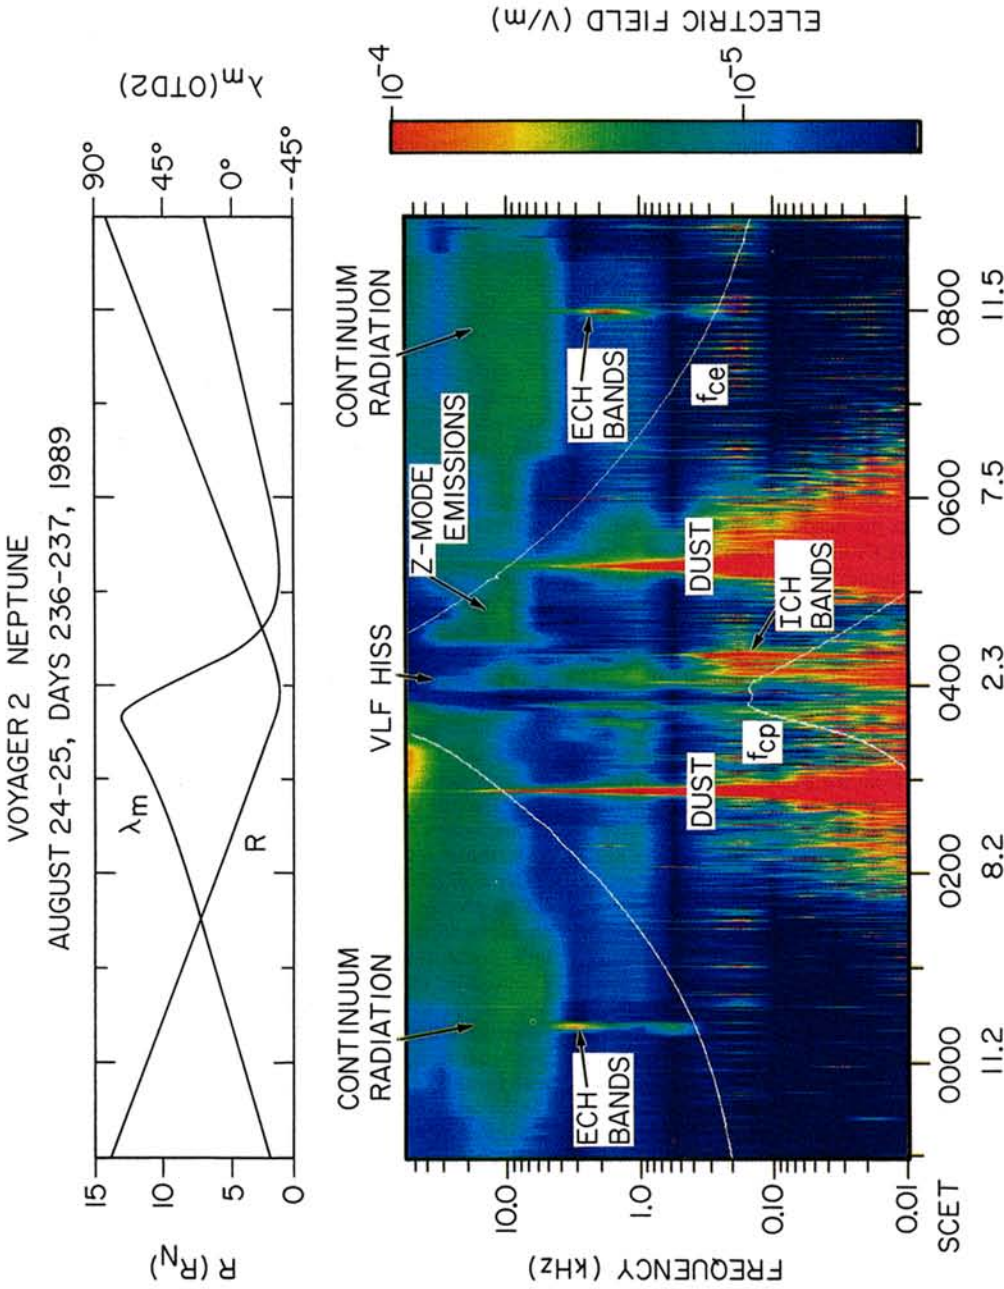 VOYAGER 2 NEPTUNE
AUGUST 24-25, DAYS 236-237, 1989
R (R_N)
15
10
5
0
λm
R
90°
45°
0°
-45°
λm (OTD2)
CONTINUUM
RADIATION
VLF HISS
Z-MODE
EMISSIONS
CONTINUUM
RADIATION
FREQUENCY (kHz)
10.0
1.0
0.10
0.01
ECH
BANDS
DUST
fcp
DUST
ICH
BANDS
ECH
BANDS
fce
SCET
0000
0200
0400
0600
0800
11.2
8.2
2.3
7.5
11.5
10-4
10-5
ELECTRIC FIELD (V/m)